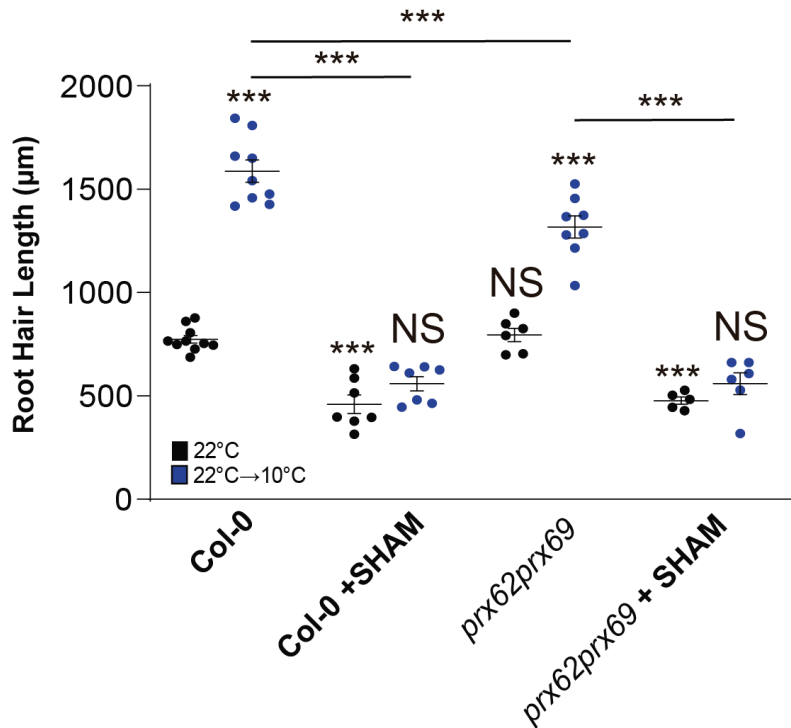 ***
***
2000
***
***
1500
***
Root Hair Length (µm)
1000
NS
NS
NS
***
***
500
22°C
22°C→10°C
0
Col-0
Col-0 +SHAM
prx62prx69
prx62prx69 + SHAM